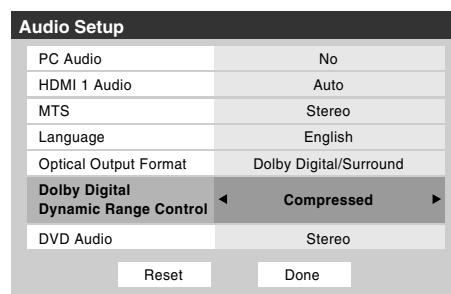 Audio Setup
PC Audio No
HDMI 1 Audio Auto
MTS Stereo
Language English
Optical Output Format Dolby Digital/Surround
Dolby Digital
Dynamic Range Control Compressed
DVD Audio Stereo
Reset Done